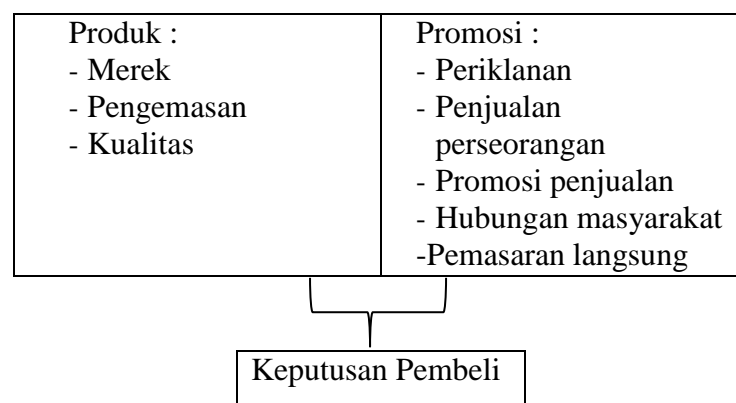 Produk :
- Merek
- Pengemasan
- Kualitas
Promosi :
- Periklanan
- Penjualan
perseorangan
- Promosi penjualan
- Hubungan masyarakat
-Pemasaran langsung
Keputusan Pembeli